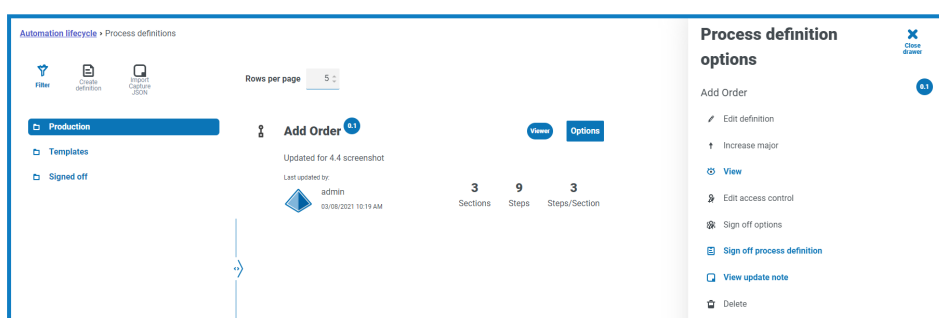 Automation lifecycle › Process definitions
Filter
Create
definition
Import
Capture
JSON
Rows per page 5
Production
Templates
Signed off
Add Order 0.1
Viewer
Options
Updated for 4.4 screenshot
Last updated by:
admin
03/08/2021 10:19 AM
3 9 3
Sections Steps Steps/Section
Process definition
options
Close
drawer
Add Order 0.1
Edit definition
Increase major
View
Edit access control
Sign off options
Sign off process definition
View update note
Delete